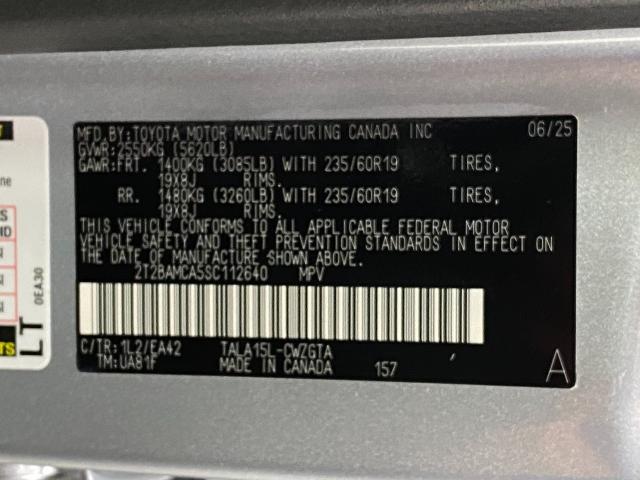 MFD. BY: TOYOTA MOTOR MANUFACTURING CANADA INC 06/25
GVWR: 2550KG (5620LB)
GAWR: FRT. 1400KG (3085LB) WITH 235/60R19 TIRES,
19X8J RIMS.
RR. 1480KG (3260LB) WITH 235/60R19 TIRES,
19X8J RIMS.
THIS VEHICLE CONFORMS TO ALL APPLICABLE FEDERAL MOTOR
VEHICLE SAFETY AND THEFT PREVENTION STANDARDS IN EFFECT ON
THE DATE OF MANUFACTURE SHOWN ABOVE.
2T2BAMCA5SC112640 MPV
C/TR: 1L2/EA42 TALA15L-CWZGTA
TM: UA81F MADE IN CANADA 157
A
LT
0EA30